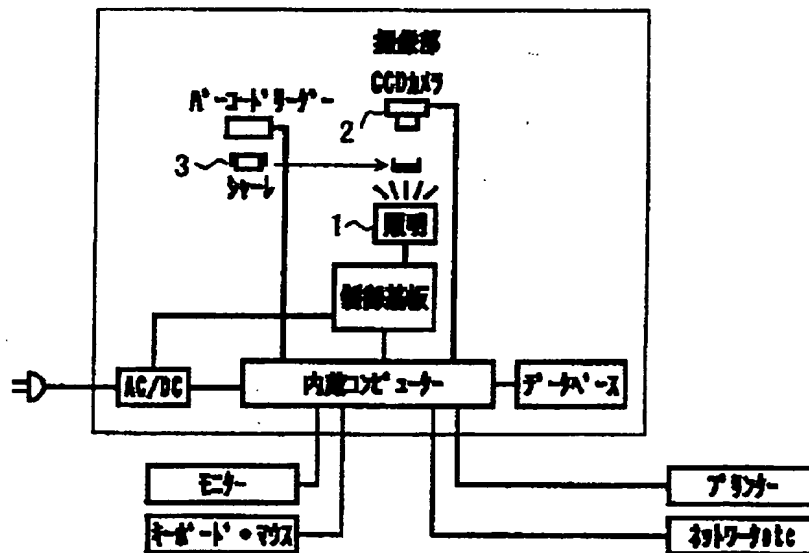 撮像部
CCDカメラ
2
バーコードリーダー
3
シャーレ
1
照明
制御基板
AC/DC
内蔵コンピューター
データベース
モニター
プリンター
キーボード・マウス
ネットワークetc